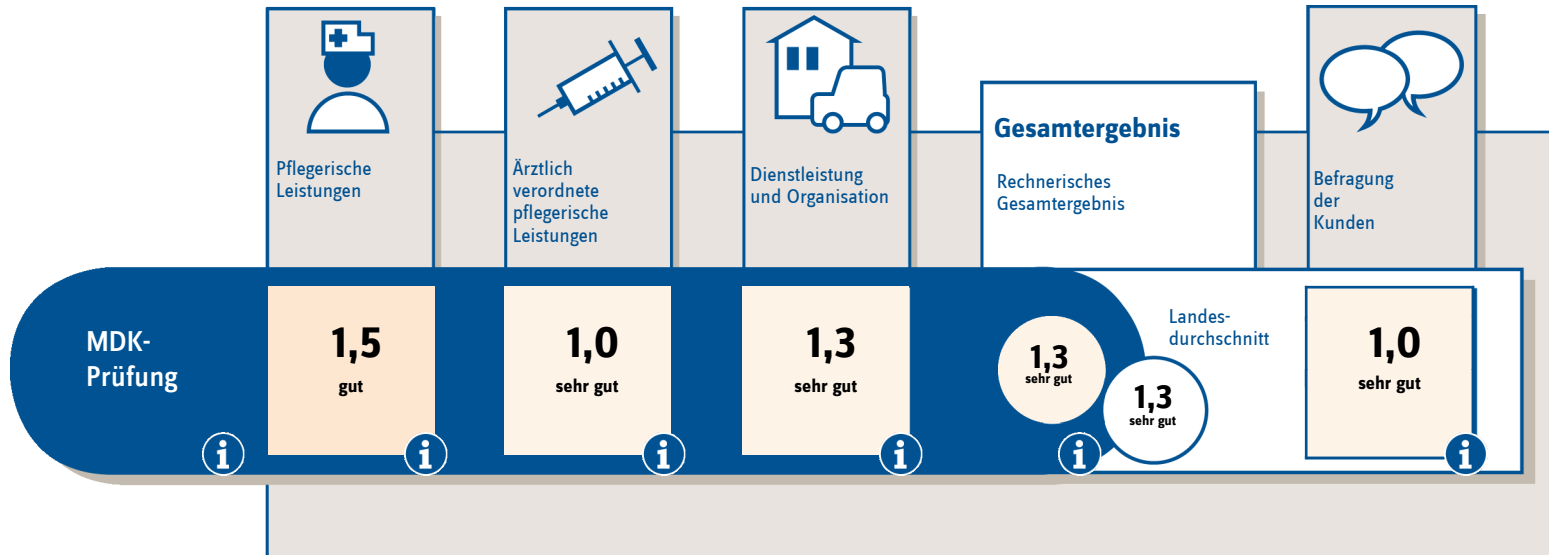 Pflegerische
Leistungen
Ärztlich
verordnete
pflegerische
Leistungen
Dienstleistung
und Organisation
Gesamtergebnis
Rechnerisches
Gesamtergebnis
Befragung
der
Kunden
MDK-
Prüfung
1,5
gut
1,0
sehr gut
1,3
sehr gut
1,3
sehr gut
Landes-
durchschnitt
1,3
sehr gut
1,0
sehr gut
i
i
i
i
i
i